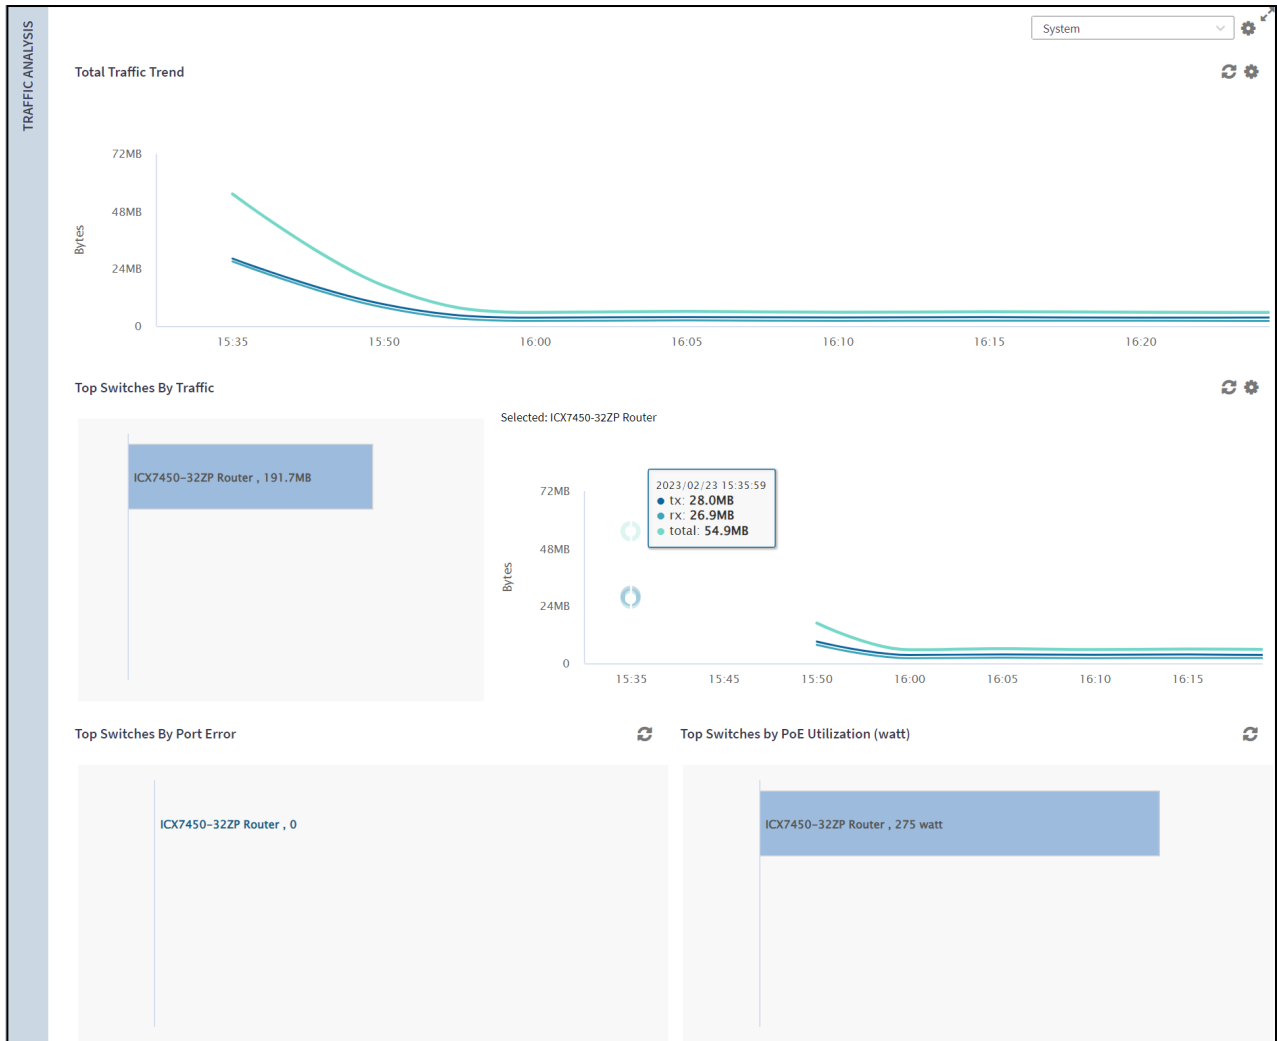 TRAFFIC ANALYSIS
System
Total Traffic Trend
72MB
48MB
24MB
0
Bytes
15:35 15:50 16:00 16:05 16:10 16:15 16:20
Top Switches By Traffic
ICX7450-32ZP Router , 191.7MB
Selected: ICX7450-32ZP Router
2023/02/23 15:35:59
tx: 28.0MB
rx: 26.9MB
total: 54.9MB
72MB
48MB
24MB
0
Bytes
15:35 15:45 15:50 16:00 16:05 16:10 16:15
Top Switches By Port Error
ICX7450-32ZP Router , 0
Top Switches by PoE Utilization (watt)
ICX7450-32ZP Router , 275 watt